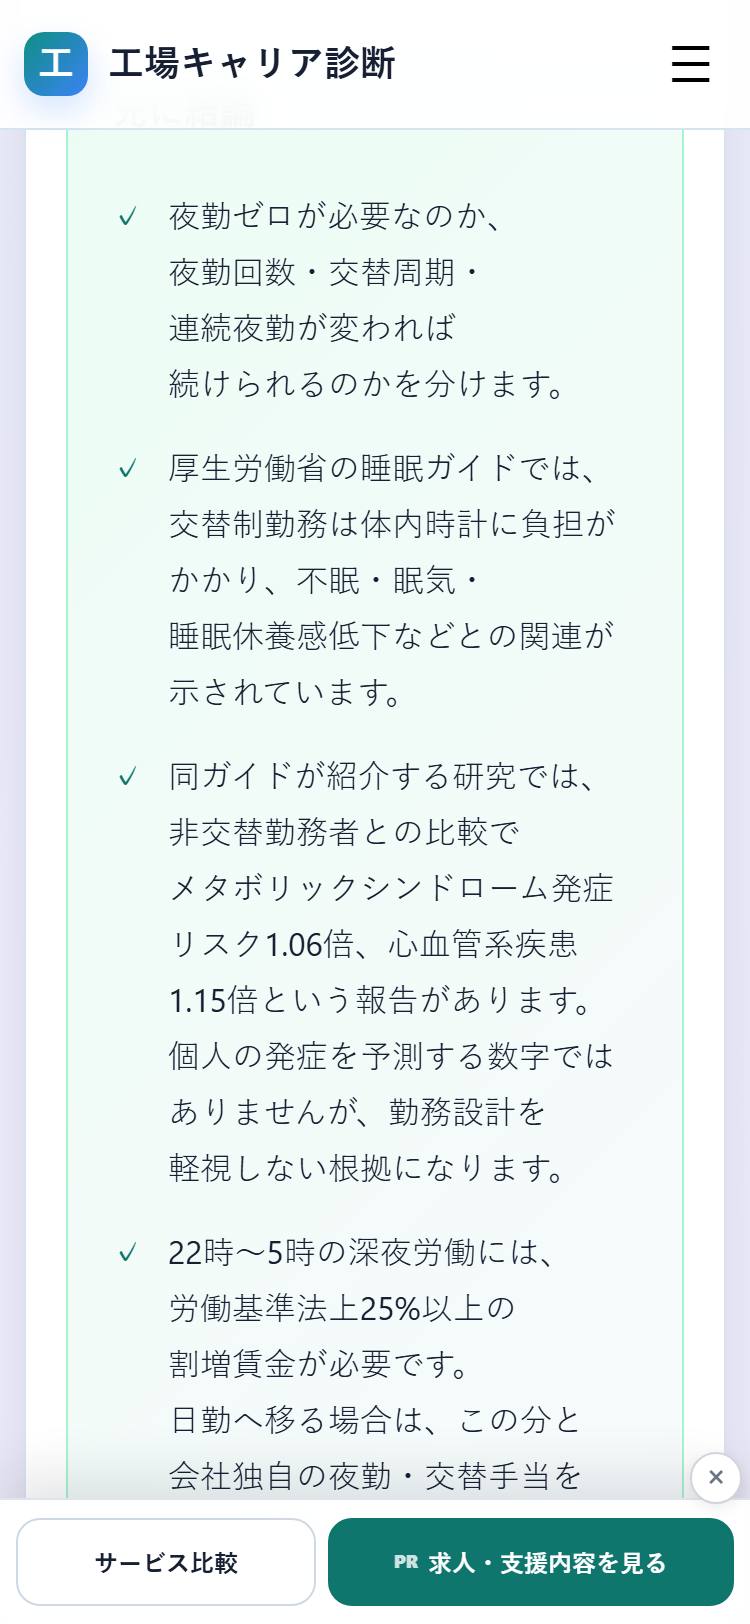 工
工場キャリア診断
先に結論
✓ 夜勤ゼロが必要なのか、
夜勤回数・交替周期・
連続夜勤が変われば
続けられるのかを分けます。
✓ 厚生労働省の睡眠ガイドでは、
交替制勤務は体内時計に負担が
かかり、不眠・眠気・
睡眠休養感低下などとの関連が
示されています。
✓ 同ガイドが紹介する研究では、
非交替勤務者との比較で
メタボリックシンドローム発症
リスク1.06倍、心血管系疾患
1.15倍という報告があります。
個人の発症を予測する数字では
ありませんが、勤務設計を
軽視しない根拠になります。
✓ 22時〜5時の深夜労働には、
労働基準法上25%以上の
割増賃金が必要です。
日勤へ移る場合は、この分と
会社独自の夜勤・交替手当を
×
サービス比較
PR 求人・支援内容を見る